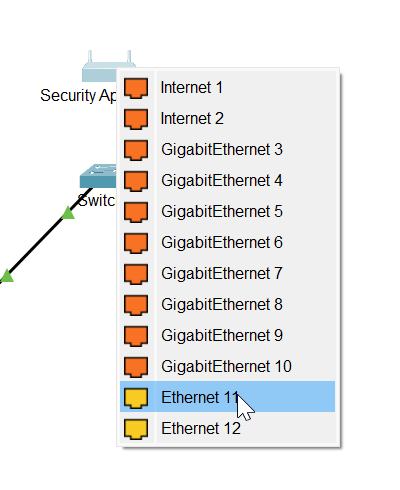 Security Ap
Internet 1
Internet 2
GigabitEthernet 3
GigabitEthernet 4
Switc
GigabitEthernet 5
GigabitEthernet 6
GigabitEthernet 7
GigabitEthernet 8
GigabitEthernet 9
GigabitEthernet 10
Ethernet 11
Ethernet 12